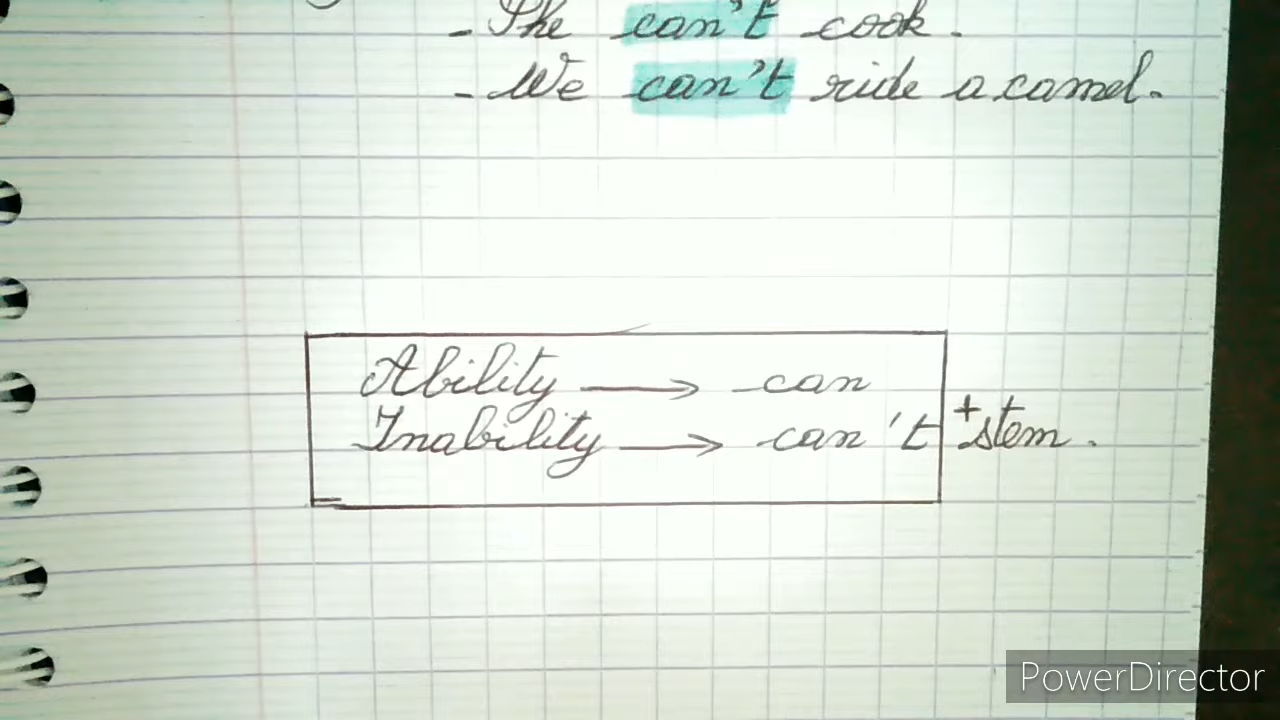 - She can't cook.
- We can't ride a camel.
Ability → can
Inability → can't + stem.
PowerDirector